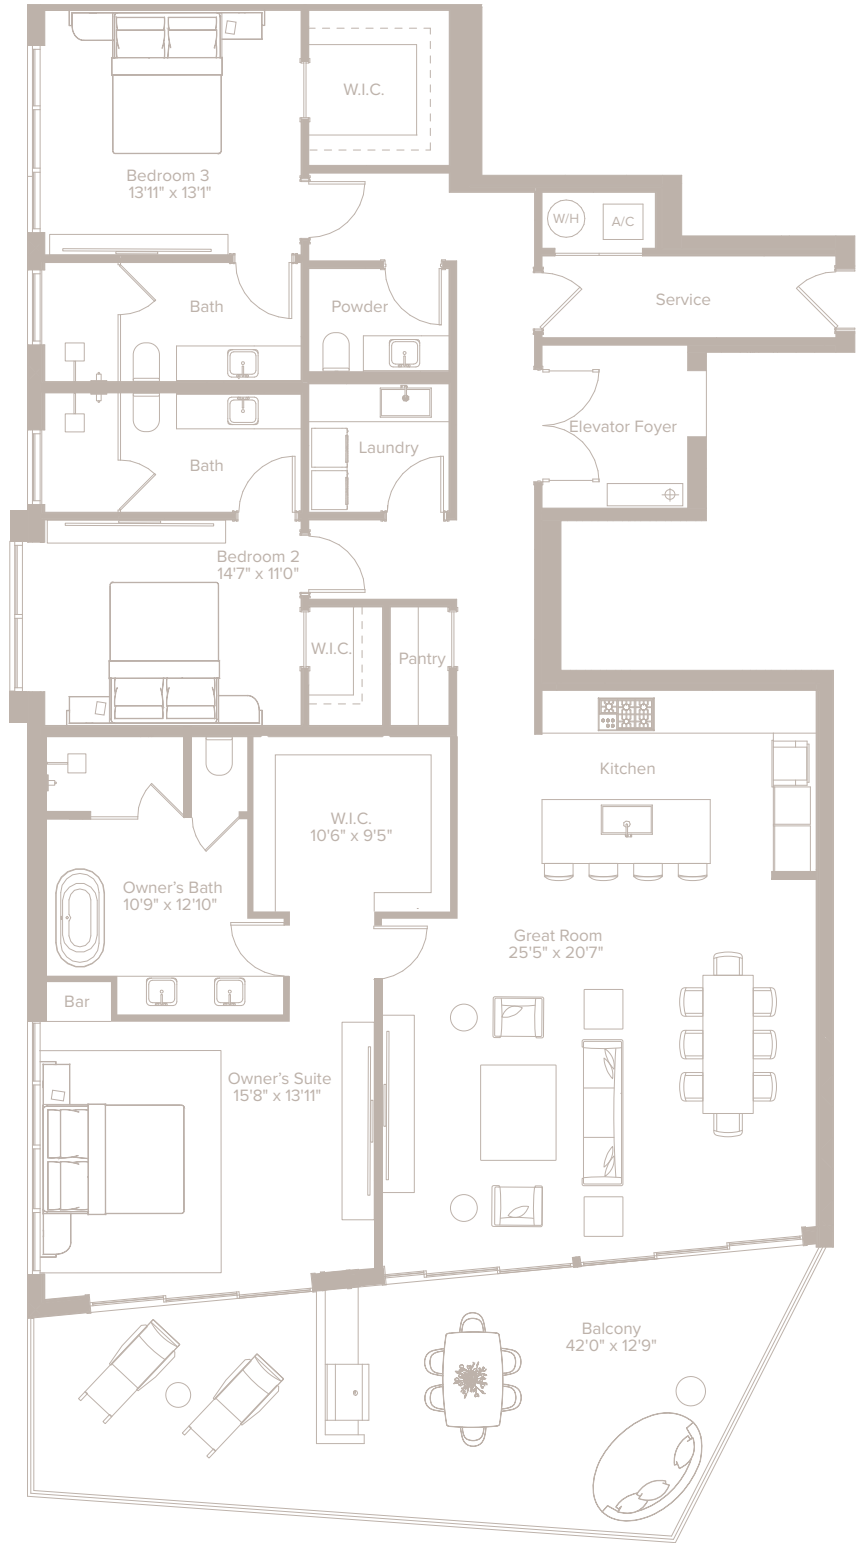 W.I.C.
Bedroom 3
13'11" x 13'1"
W/H
A/C
Bath
Powder
Service
Elevator Foyer
Laundry
Bath
Bedroom 2
14'7" x 11'0"
W.I.C.
Pantry
Kitchen
W.I.C.
10'6" x 9'5"
Owner's Bath
10'9" x 12'10"
Great Room
25'5" x 20'7"
Bar
Owner's Suite
15'8" x 13'11"
Balcony
42'0" x 12'9"